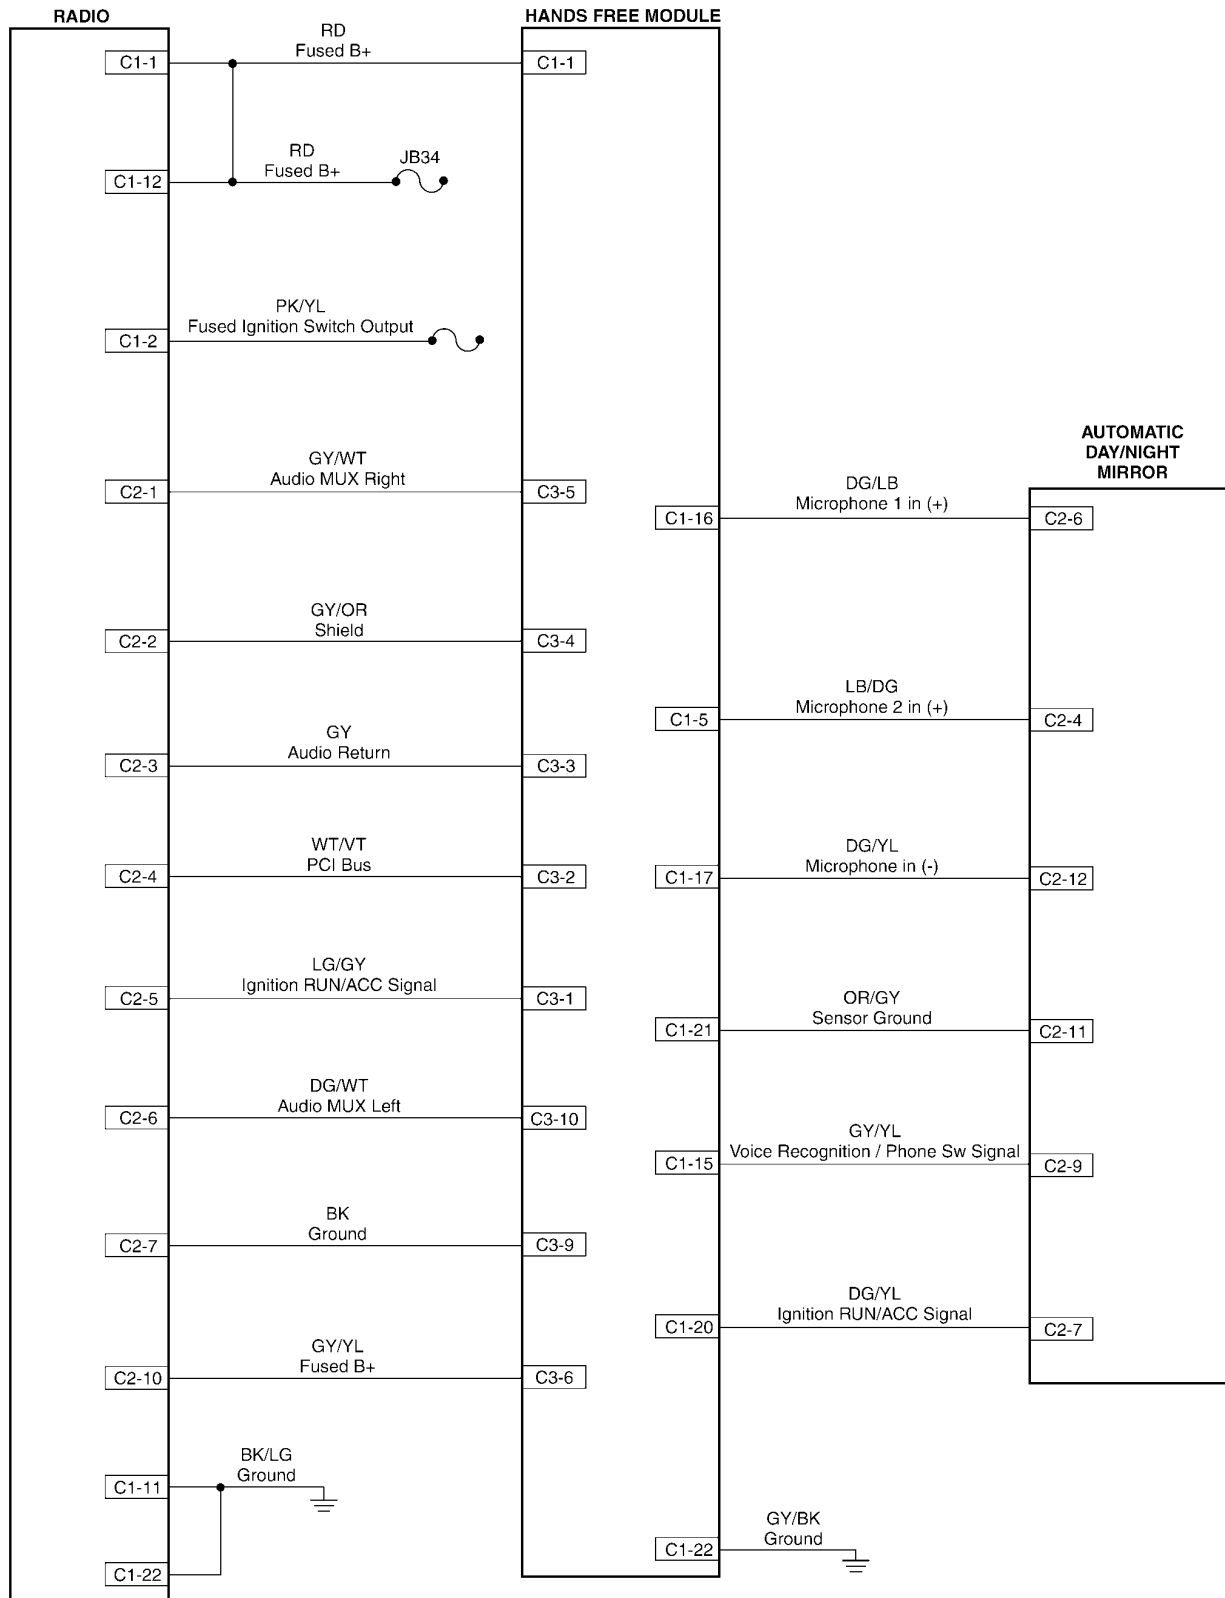 RADIO
HANDS FREE MODULE
RD
Fused B+
C1-1
C1-1
RD
Fused B+
JB34
C1-12
PK/YL
Fused Ignition Switch Output
C1-2
AUTOMATIC
DAY/NIGHT
MIRROR
GY/WT
Audio MUX Right
C2-1
C3-5
DG/LB
Microphone 1 in (+)
C1-16
C2-6
GY/OR
Shield
C2-2
C3-4
LB/DG
Microphone 2 in (+)
C1-5
C2-4
GY
Audio Return
C2-3
C3-3
WT/VT
PCI Bus
C2-4
C3-2
DG/YL
Microphone in (-)
C1-17
C2-12
LG/GY
Ignition RUN/ACC Signal
C2-5
C3-1
OR/GY
Sensor Ground
C1-21
C2-11
DG/WT
Audio MUX Left
C2-6
C3-10
GY/YL
Voice Recognition / Phone Sw Signal
C1-15
C2-9
BK
Ground
C2-7
C3-9
DG/YL
Ignition RUN/ACC Signal
C1-20
C2-7
GY/YL
Fused B+
C2-10
C3-6
BK/LG
Ground
C1-11
GY/BK
Ground
C1-22
C1-22